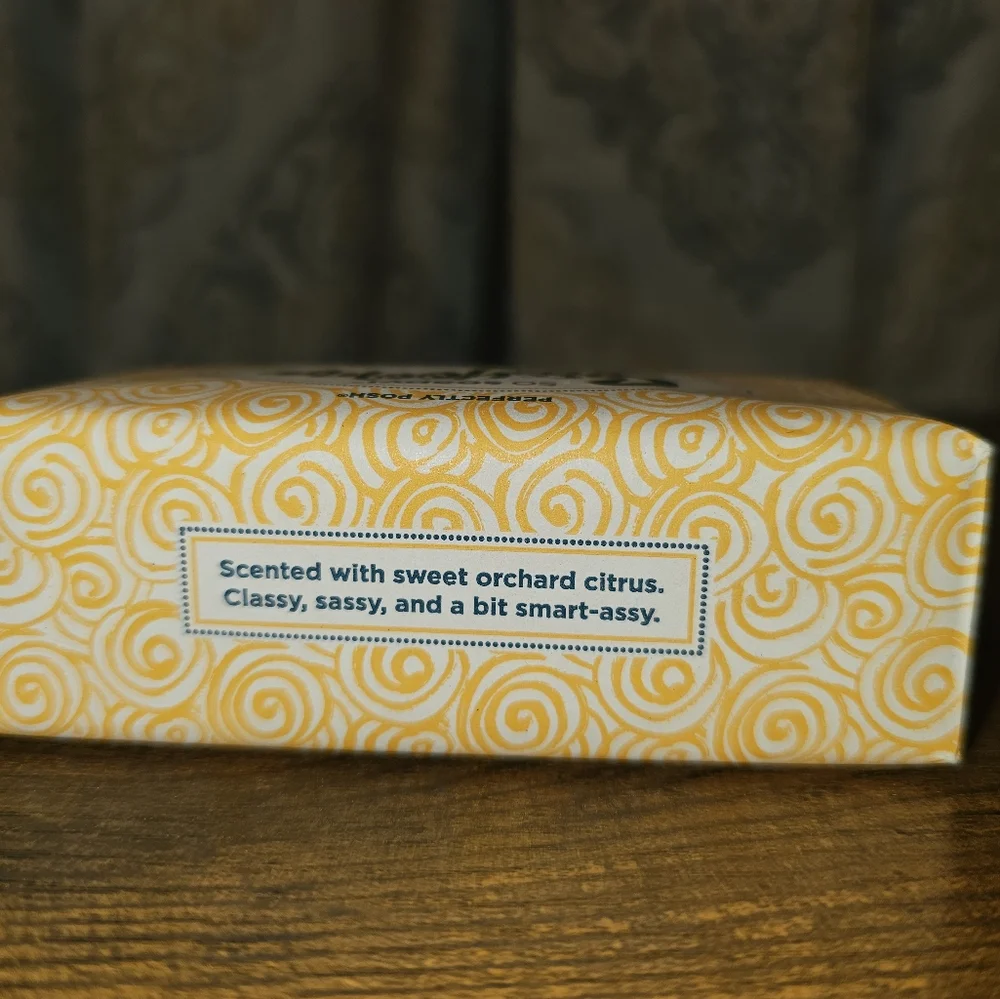 PERFECTLY POSH®
Scented with sweet orchard citrus.
Classy, sassy, and a bit smart-assy.